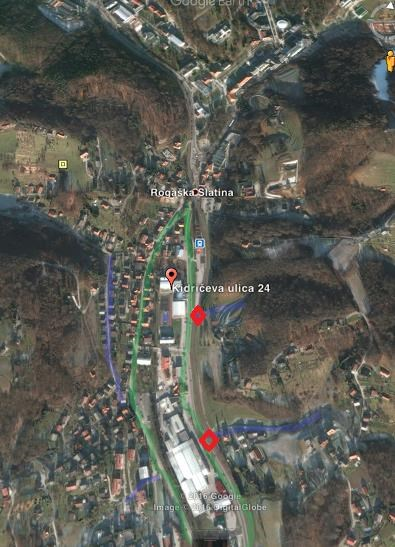 Google Earth
Rogaška Slatina
Kidričeva ulica 24
© 2016 Google
Image © 2016 DigitalGlobe